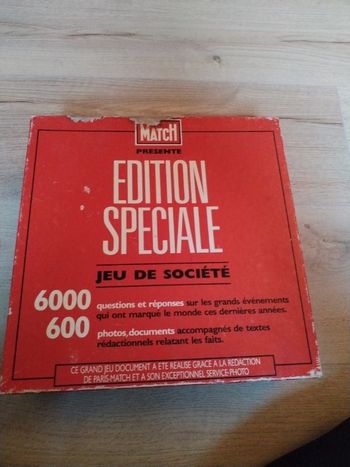 MATCH
PRESENTE
EDITION
SPECIALE
JEU DE SOCIÉTÉ
6000 questions et réponses sur les grands événements
qui ont marqué le monde ces dernières années.
600 photos, documents accompagnés de textes
rédactionnels relatant les faits.
CE GRAND JEU DOCUMENT A ETE REALISE GRACE A LA REDACTION
DE PARIS-MATCH ET A SON EXCEPTIONNEL SERVICE-PHOTO